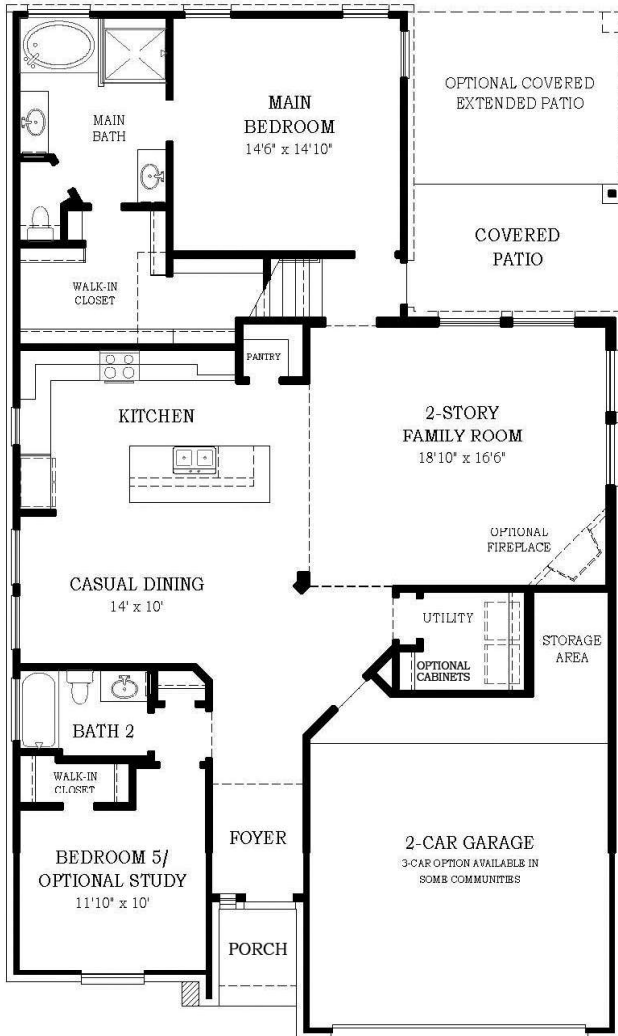 OPTIONAL COVERED
EXTENDED PATIO
MAIN
BEDROOM
14'6" x 14'10"
MAIN
BATH
COVERED
PATIO
WALK-IN
CLOSET
PANTRY
KITCHEN
2-STORY
FAMILY ROOM
18'10" x 16'6"
OPTIONAL
FIREPLACE
CASUAL DINING
14' x 10'
UTILITY
OPTIONAL
CABINETS
STORAGE
AREA
BATH 2
WALK-IN
CLOSET
FOYER
BEDROOM 5/
OPTIONAL STUDY
11'10" x 10'
2-CAR GARAGE
3-CAR OPTION AVAILABLE IN
SOME COMMUNITIES
PORCH